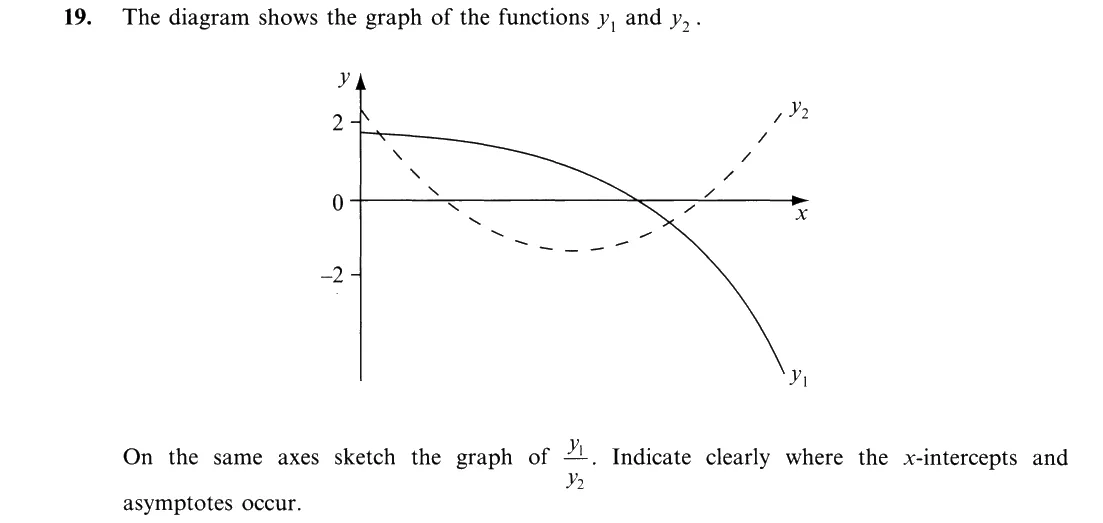 19. The diagram shows the graph of the functions y₁ and y₂ .
y
2
y₂
0
x
–2
y₁
On the same axes sketch the graph of y₁/y₂. Indicate clearly where the x-intercepts and
asymptotes occur.